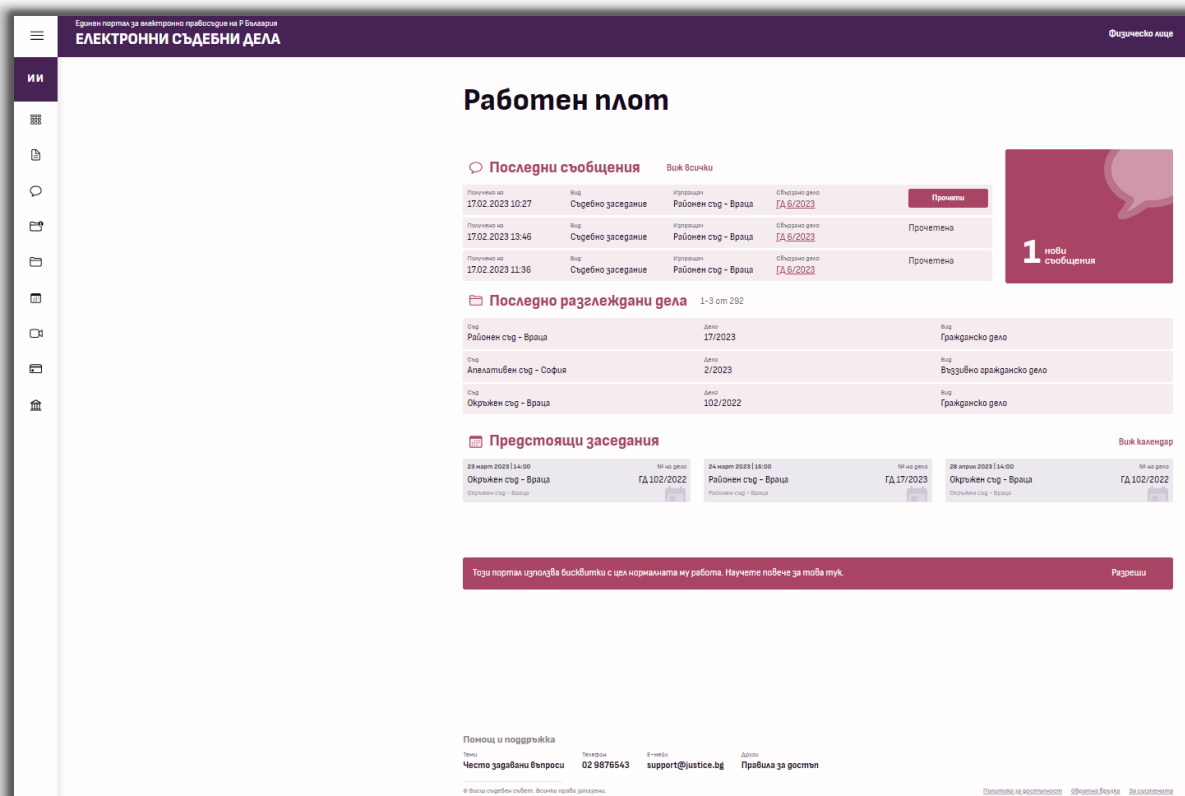 Единен портал за електронно правосъдие на Р България
ЕЛЕКТРОННИ СЪДЕБНИ ДЕЛА
Физическо лице
ИИ
Работен плот
Последни съобщения Виж всички
Получено на Вид Изпращач Свързано дело
17.02.2023 10:27 Съдебно заседание Районен съд - Враца ГД 6/2023 Прочети
Получено на Вид Изпращач Свързано дело
17.02.2023 13:46 Съдебно заседание Районен съд - Враца ГД 6/2023 Прочетена
Получено на Вид Изпращач Свързано дело
17.02.2023 11:36 Съдебно заседание Районен съд - Враца ГД 6/2023 Прочетена
1 нови
съобщения
Последно разглеждани дела 1-3 от 292
Съд Дело Вид
Районен съд - Враца 17/2023 Гражданско дело
Съд Дело Вид
Апелативен съд - София 2/2023 Въззивно гражданско дело
Съд Дело Вид
Окръжен съд - Враца 102/2022 Гражданско дело
Предстоящи заседания Виж календар
23 март 2023 | 14:00 № на дело
Окръжен съд - Враца ГД 102/2022
Окръжен съд - Враца
24 март 2023 | 15:00 № на дело
Районен съд - Враца ГД 17/2023
Районен съд - Враца
28 април 2023 | 14:00 № на дело
Окръжен съд - Враца ГД 102/2022
Окръжен съд - Враца
Този портал използва бисквитки с цел нормалната му работа. Научете повече за това тук. Разреши
Помощ и поддръжка
Теми Телефон Е-мейл Други
Често задавани въпроси 02 9876543 support@justice.bg Правила за достъп
© Висш съдебен съвет. Всички права запазени.
Политика за достъпност Обратна връзка За системата